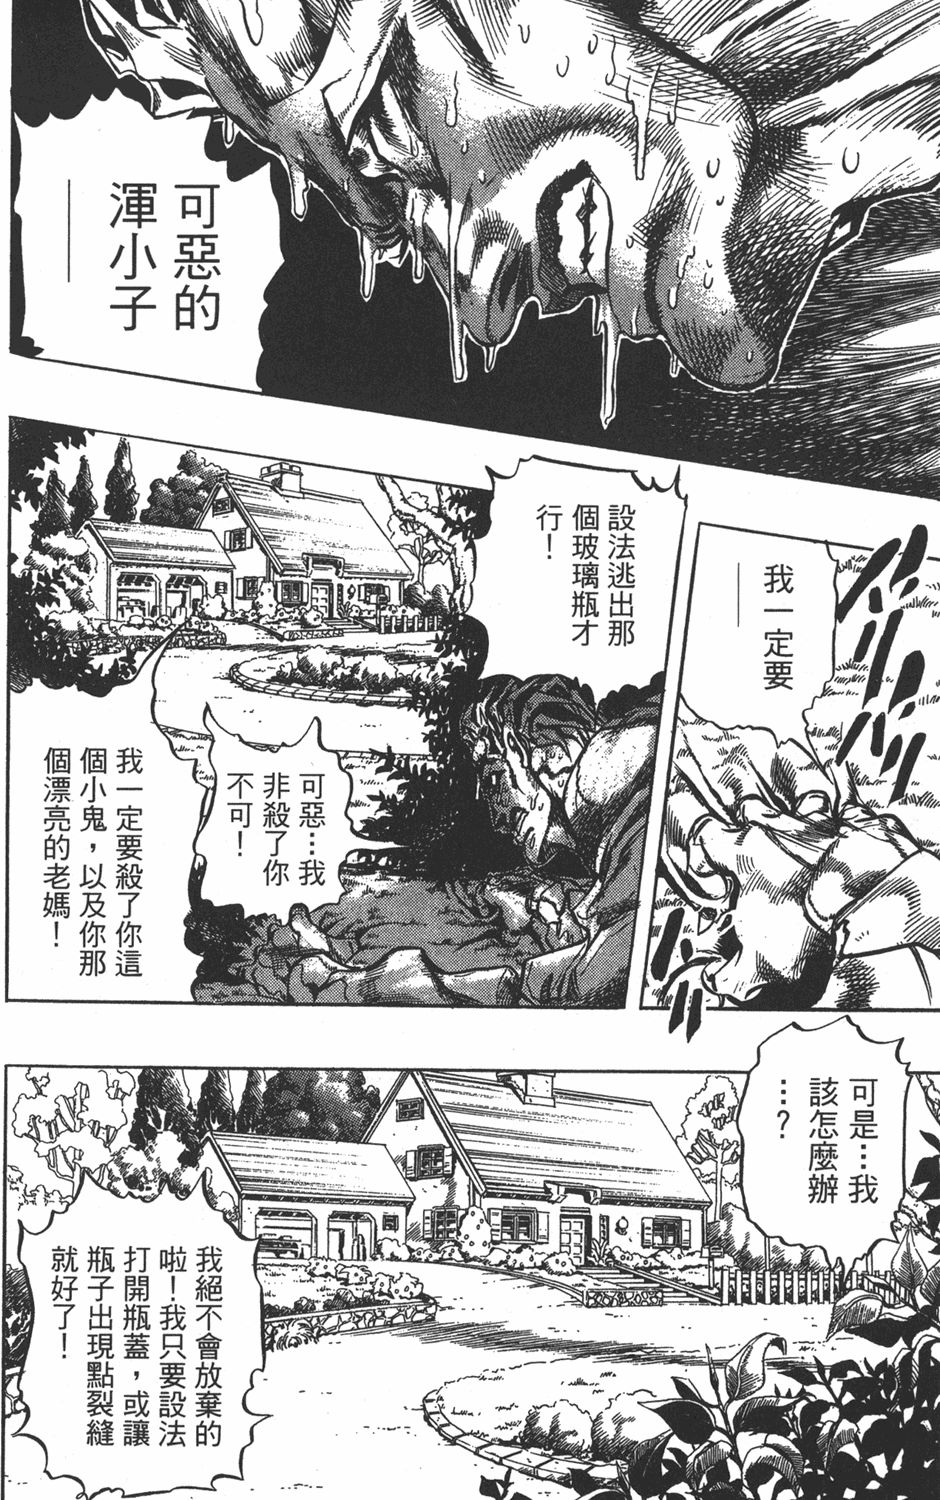 可惡的
渾小子
——
我一定要
——
設法逃出那
個玻璃瓶才
行！
可惡…我
非殺了你
不可！
我一定要殺了你這
個小鬼，以及你那
個漂亮的老媽！
可是…我
該怎麼辦
…？
我絕不會放棄的
啦！我只要設法
打開瓶蓋，或讓
瓶子出現點裂縫
就好了！